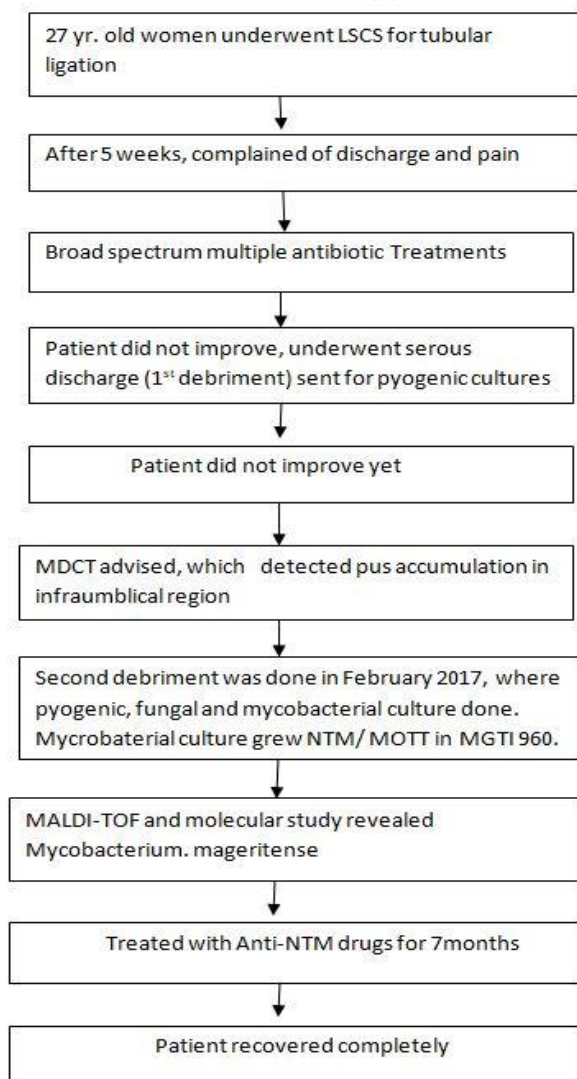 27 yr. old women underwent LSCS for tubular
ligation
After 5 weeks, complained of discharge and pain
Broad spectrum multiple antibiotic Treatments
Patient did not improve, underwent serous
discharge (1st debriment) sent for pyogenic cultures
Patient did not improve yet
MDCT advised, which detected pus accumulation in
infraumblical region
Second debriment was done in February 2017, where
pyogenic, fungal and mycobacterial culture done.
Mycrobaterial culture grew NTM/ MOTT in MGTI 960.
MALDI-TOF and molecular study revealed
Mycobacterium. mageritense
Treated with Anti-NTM drugs for 7months
Patient recovered completely